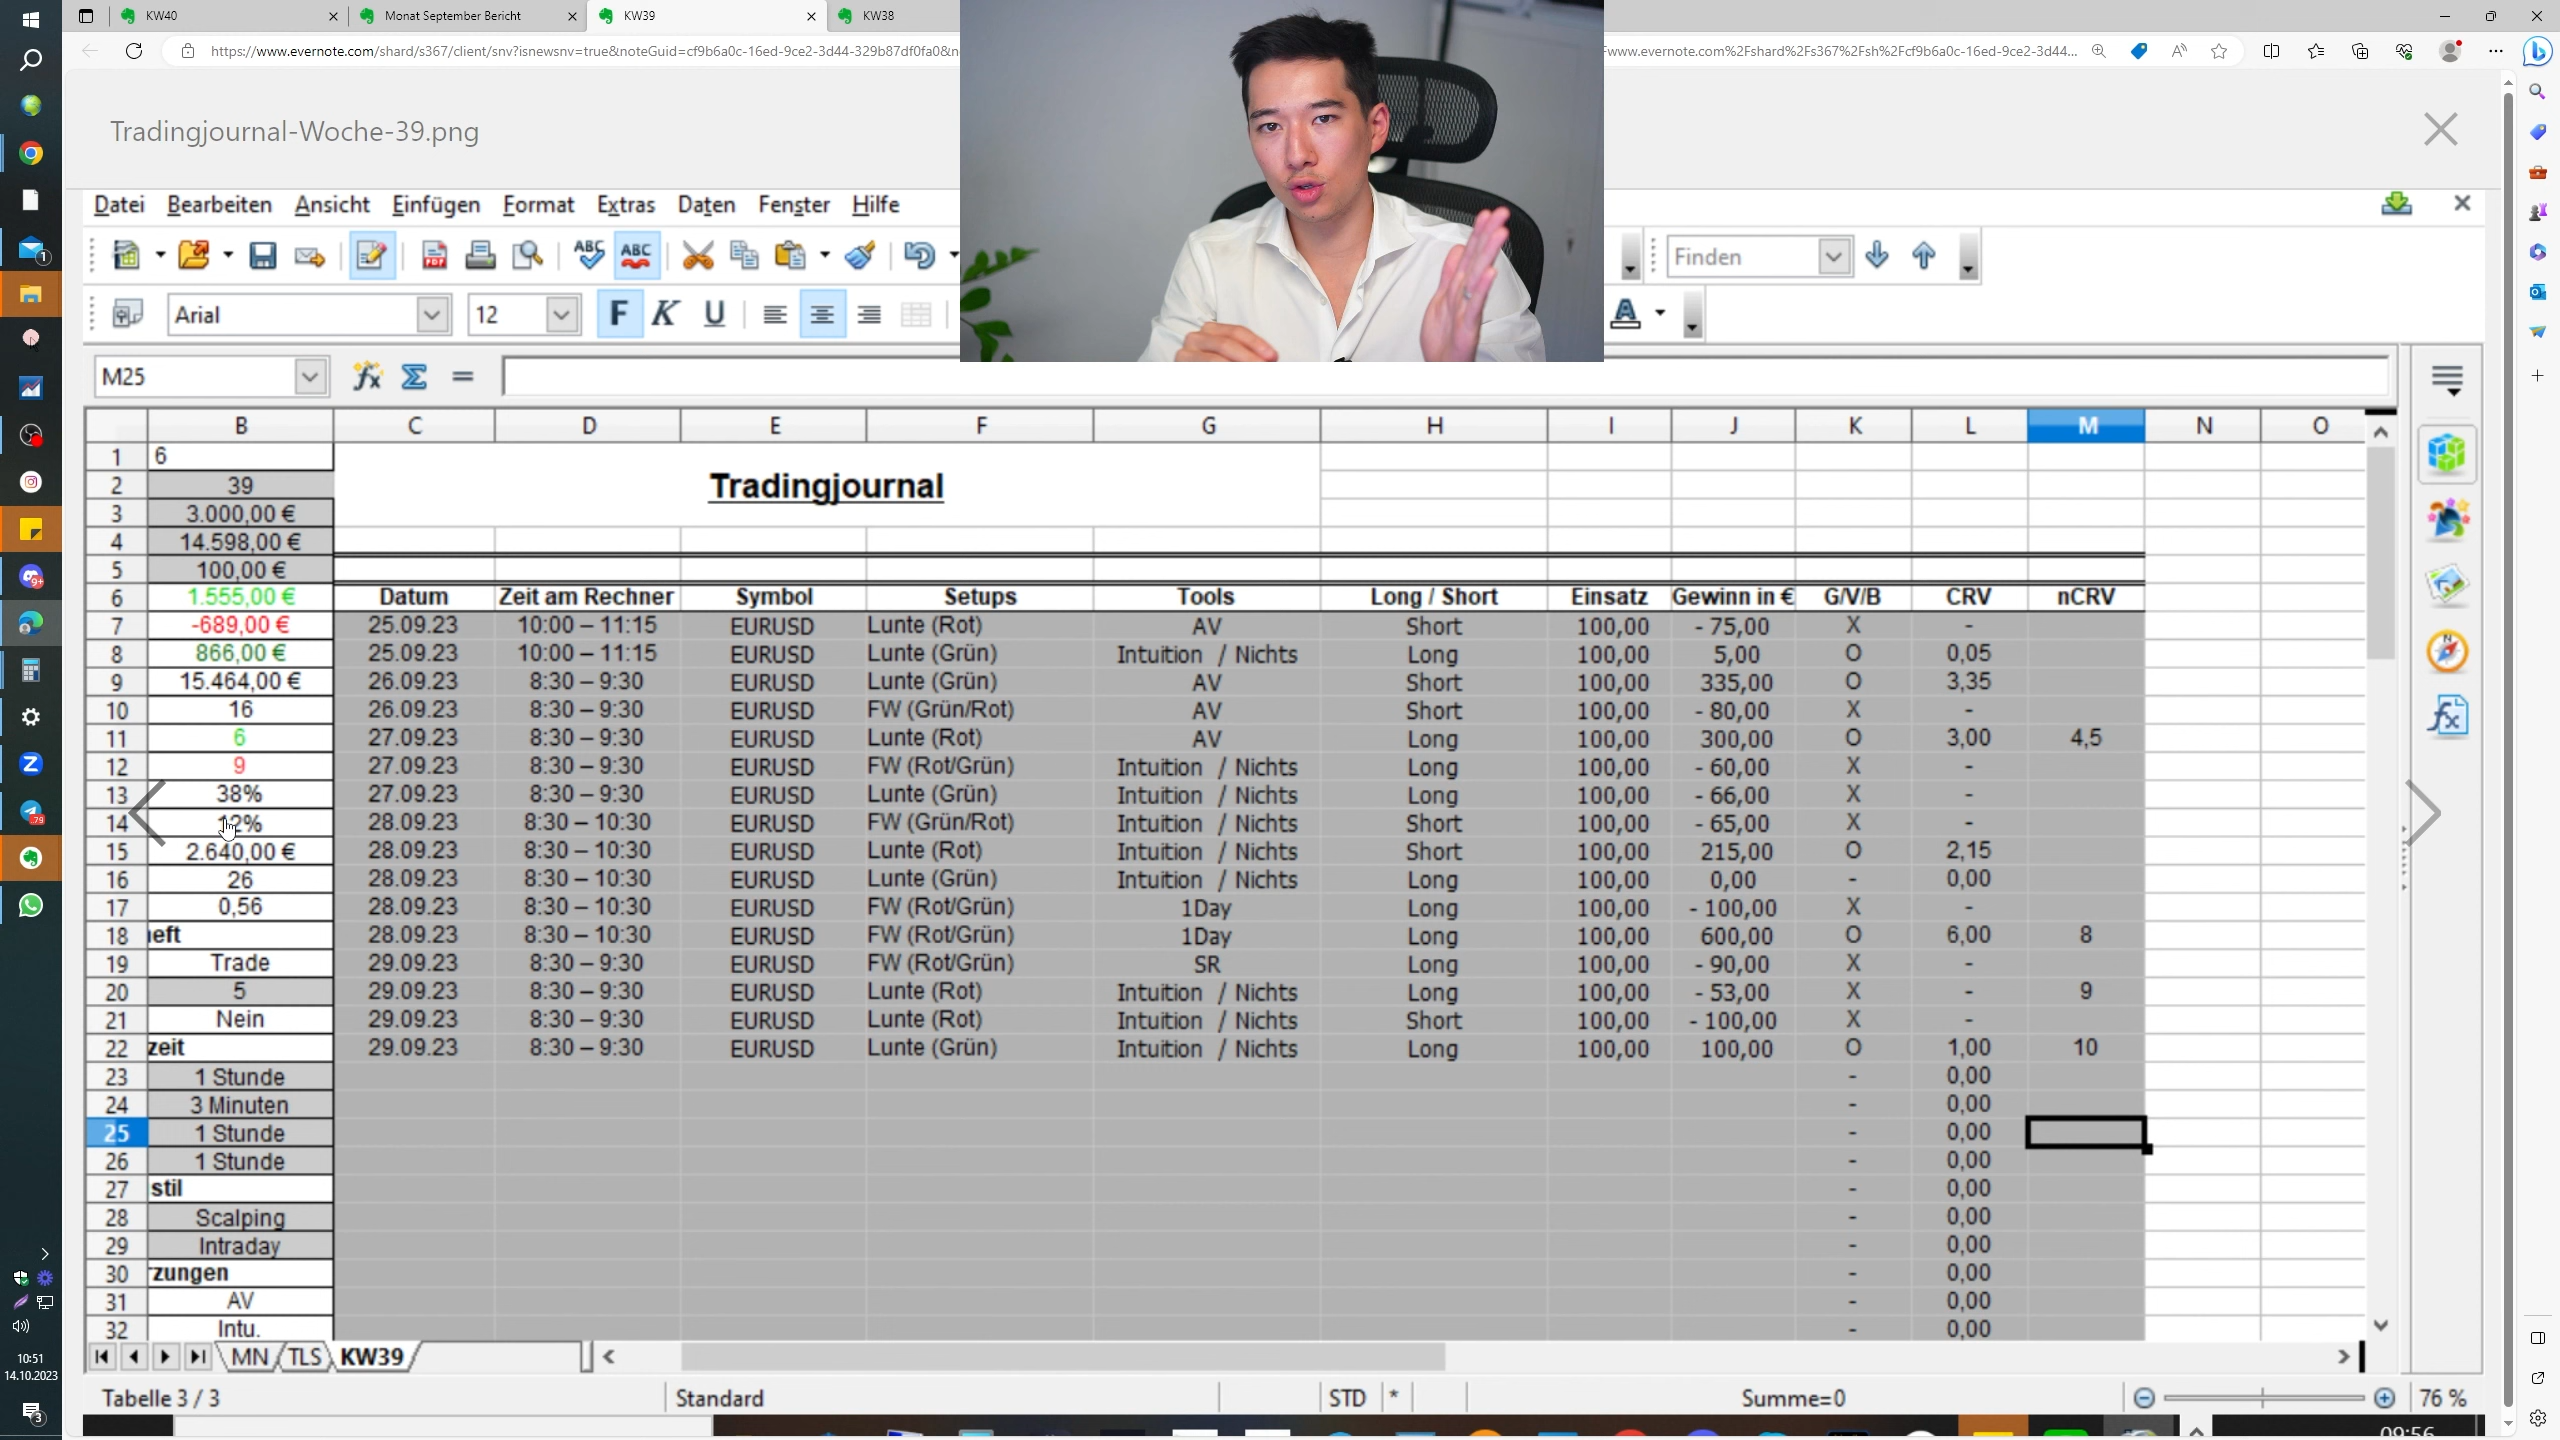 KW40
Monat September Bericht
KW39
KW38
https://www.evernote.com/shard/s367/client/snv?isnewsnv=true&noteGuid=cf9b6a0c-16ed-9ce2-3d44-329b87df0fa0&n
www.evernote.com%2Fshard%2Fs367%2Fsh%2Fcf9b6a0c-16ed-9ce2-3d44...
Tradingjournal-Woche-39.png
Datei Bearbeiten Ansicht Einfügen Format Extras Daten Fenster Hilfe
Finden
Arial 12 F K U
M25
B C D E F G H I J K L M N O
1 6
Tradingjournal
2 39
3 3.000,00 €
4 14.598,00 €
5 100,00 €
6 1.555,00 € Datum Zeit am Rechner Symbol Setups Tools Long / Short Einsatz Gewinn in € G/V/B CRV nCRV
7 -689,00 € 25.09.23 10:00 – 11:15 EURUSD Lunte (Rot) AV Short 100,00 - 75,00 X -
8 866,00 € 25.09.23 10:00 – 11:15 EURUSD Lunte (Grün) Intuition / Nichts Long 100,00 5,00 O 0,05
9 15.464,00 € 26.09.23 8:30 – 9:30 EURUSD Lunte (Grün) AV Short 100,00 335,00 O 3,35
10 16 26.09.23 8:30 – 9:30 EURUSD FW (Grün/Rot) AV Short 100,00 - 80,00 X -
11 6 27.09.23 8:30 – 9:30 EURUSD Lunte (Rot) AV Long 100,00 300,00 O 3,00 4,5
12 9 27.09.23 8:30 – 9:30 EURUSD FW (Rot/Grün) Intuition / Nichts Long 100,00 - 60,00 X -
13 38% 27.09.23 8:30 – 9:30 EURUSD Lunte (Grün) Intuition / Nichts Long 100,00 - 66,00 X -
14 28.09.23 8:30 – 10:30 EURUSD FW (Grün/Rot) Intuition / Nichts Short 100,00 - 65,00 X -
15 2.640,00 € 28.09.23 8:30 – 10:30 EURUSD Lunte (Rot) Intuition / Nichts Short 100,00 215,00 O 2,15
16 26 28.09.23 8:30 – 10:30 EURUSD Lunte (Grün) Intuition / Nichts Long 100,00 0,00 - 0,00
17 0,56 28.09.23 8:30 – 10:30 EURUSD FW (Rot/Grün) 1Day Long 100,00 - 100,00 X -
18 eft 28.09.23 8:30 – 10:30 EURUSD FW (Rot/Grün) 1Day Long 100,00 600,00 O 6,00 8
19 Trade 29.09.23 8:30 – 9:30 EURUSD FW (Rot/Grün) SR Long 100,00 - 90,00 X -
20 5 29.09.23 8:30 – 9:30 EURUSD Lunte (Rot) Intuition / Nichts Long 100,00 - 53,00 X - 9
21 Nein 29.09.23 8:30 – 9:30 EURUSD Lunte (Rot) Intuition / Nichts Short 100,00 - 100,00 X -
22 zeit 29.09.23 8:30 – 9:30 EURUSD Lunte (Grün) Intuition / Nichts Long 100,00 100,00 O 1,00 10
23 1 Stunde - 0,00
24 3 Minuten - 0,00
25 1 Stunde - 0,00
26 1 Stunde - 0,00
27 stil - 0,00
28 Scalping - 0,00
29 Intraday - 0,00
30 rzungen - 0,00
31 AV - 0,00
32 Intu. - 0,00
MN TLS KW39
Tabelle 3 / 3 Standard STD * Summe=0 76 %
10:51
14.10.2023
09:56